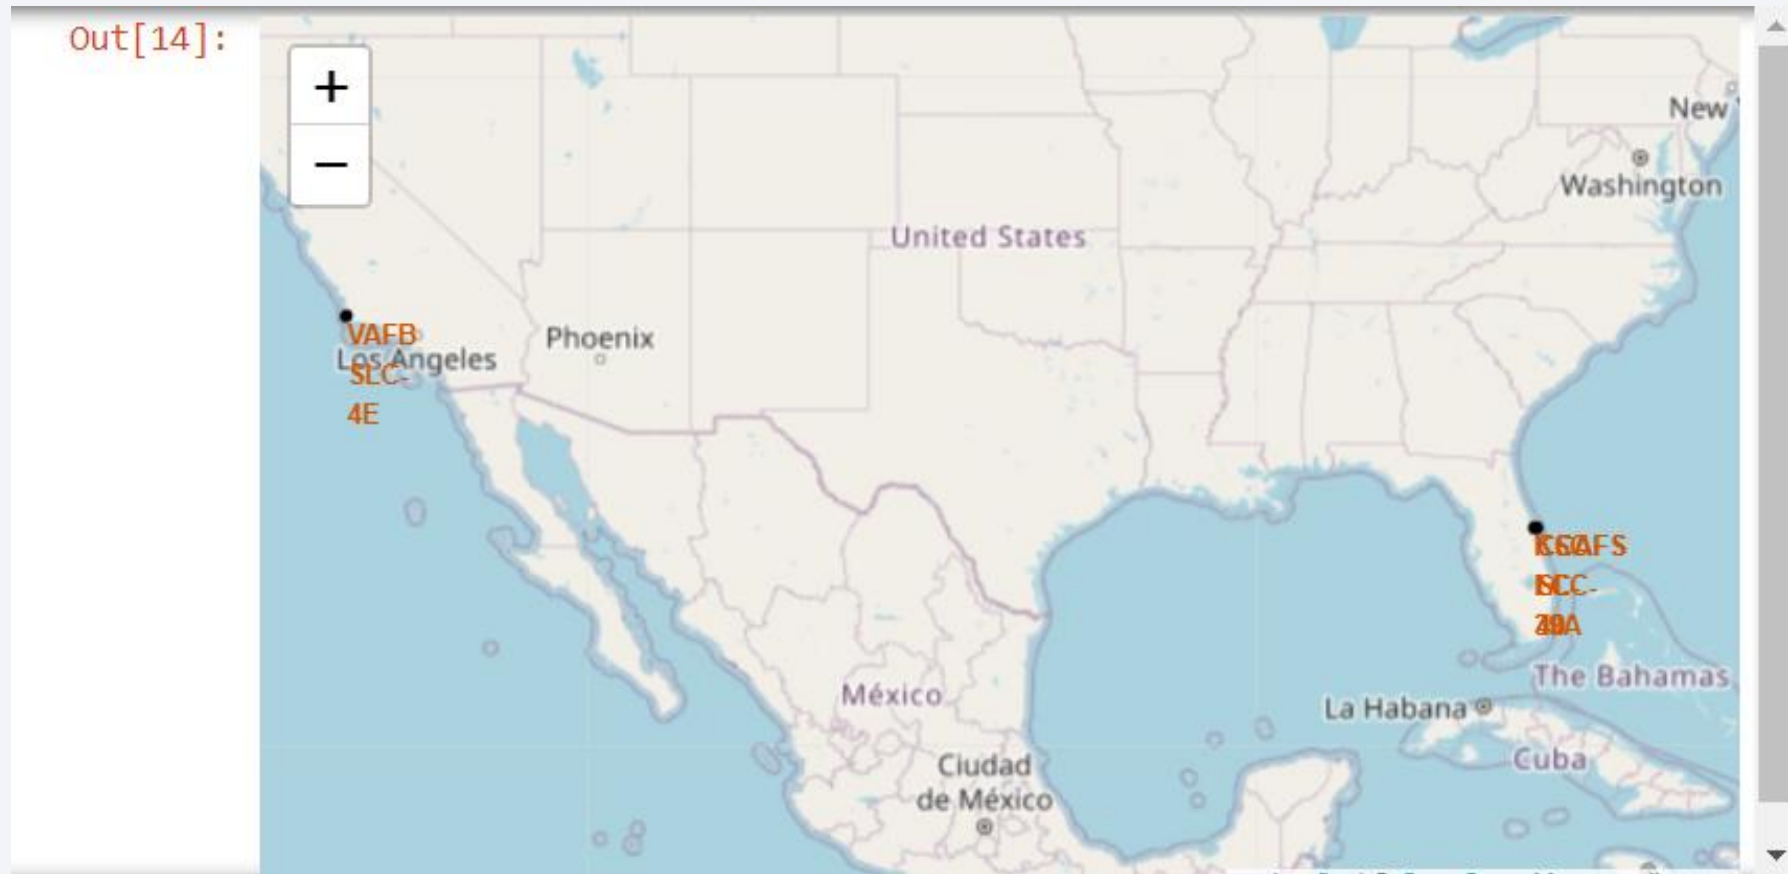 Out[14]:
+
−
New
Washington
United States
VAFB
SLC-
4E
Los Angeles
Phoenix
The Bahamas
La Habana
México
Cuba
Ciudad
de México